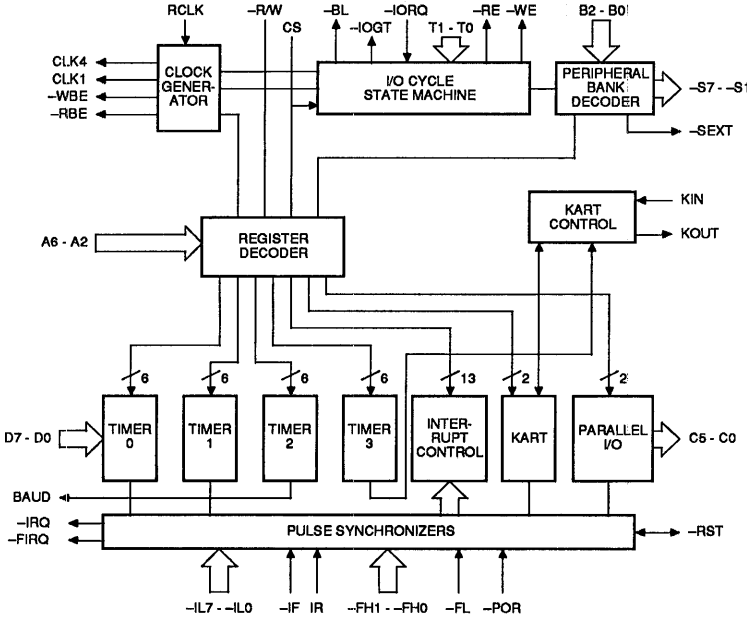 RCLK
–R/W
CS
–BL
–IOGT
–IORQ
T1 - T0
–RE
–WE
B2 - B0
CLK4
CLK1
–WBE
–RBE
CLOCK
GENER-
ATOR
I/O CYCLE
STATE MACHINE
PERIPHERAL
BANK
DECODER
–S7 - –S1
–SEXT
A6 - A2
REGISTER
DECODER
KART
CONTROL
KIN
KOUT
6
6
6
6
13
2
2
D7 - D0
TIMER
0
TIMER
1
TIMER
2
TIMER
3
INTER-
RUPT
CONTROL
KART
PARALLEL
I/O
C5 - C0
BAUD
–IRQ
–FIRQ
PULSE SYNCHRONIZERS
–RST
–IL7 - –IL0
–IF
IR
–FH1 - –FH0
–FL
–POR